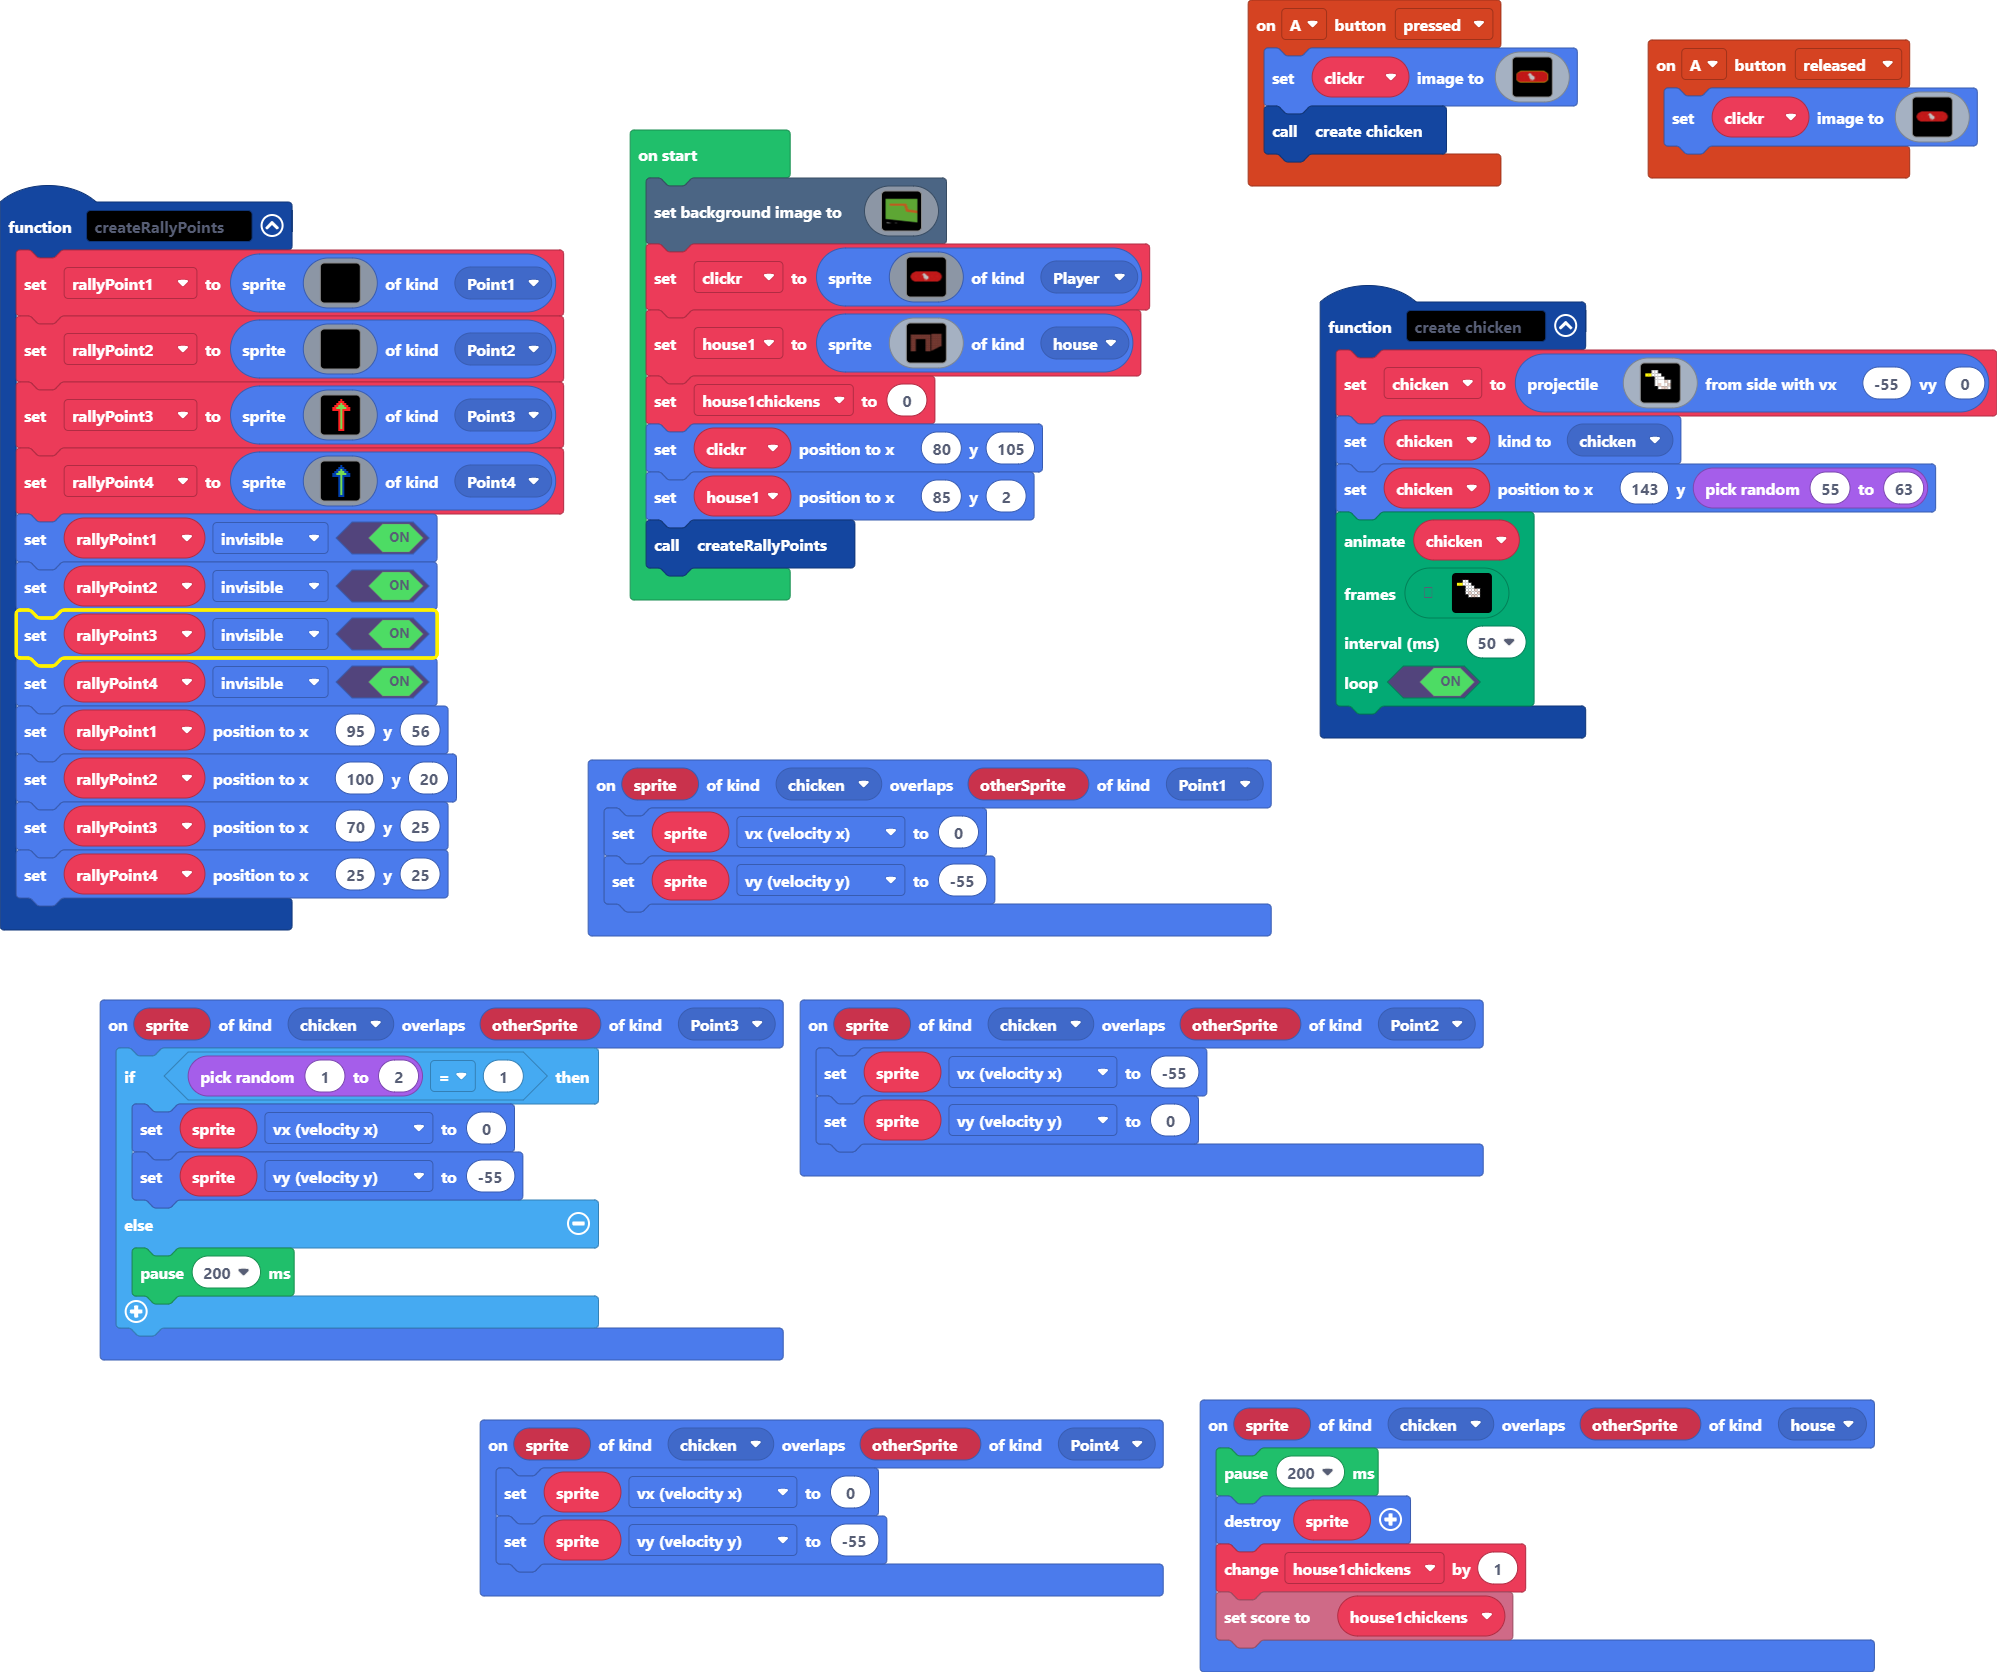 function createRallyPoints
set rallyPoint1 to sprite of kind Point1
set rallyPoint2 to sprite of kind Point2
set rallyPoint3 to sprite of kind Point3
set rallyPoint4 to sprite of kind Point4
set rallyPoint1 invisible ON
set rallyPoint2 invisible ON
set rallyPoint3 invisible ON
set rallyPoint4 invisible ON
set rallyPoint1 position to x 95 y 56
set rallyPoint2 position to x 100 y 20
set rallyPoint3 position to x 70 y 25
set rallyPoint4 position to x 25 y 25
on start
set background image to
set clickr to sprite of kind Player
set house1 to sprite of kind house
set house1chickens to 0
set clickr position to x 80 y 105
set house1 position to x 85 y 2
call createRallyPoints
on A button pressed
set clickr image to
call create chicken
on A button released
set clickr image to
function create chicken
set chicken to projectile from side with vx -55 vy 0
set chicken kind to chicken
set chicken position to x 143 y pick random 55 to 63
animate chicken
frames
interval (ms) 50
loop ON
on sprite of kind chicken overlaps otherSprite of kind Point1
set sprite vx (velocity x) to 0
set sprite vy (velocity y) to -55
on sprite of kind chicken overlaps otherSprite of kind Point3
if pick random 1 to 2 = 1 then
set sprite vx (velocity x) to 0
set sprite vy (velocity y) to -55
else
pause 200 ms
on sprite of kind chicken overlaps otherSprite of kind Point2
set sprite vx (velocity x) to -55
set sprite vy (velocity y) to 0
on sprite of kind chicken overlaps otherSprite of kind Point4
set sprite vx (velocity x) to 0
set sprite vy (velocity y) to -55
on sprite of kind chicken overlaps otherSprite of kind house
pause 200 ms
destroy sprite
change house1chickens by 1
set score to house1chickens